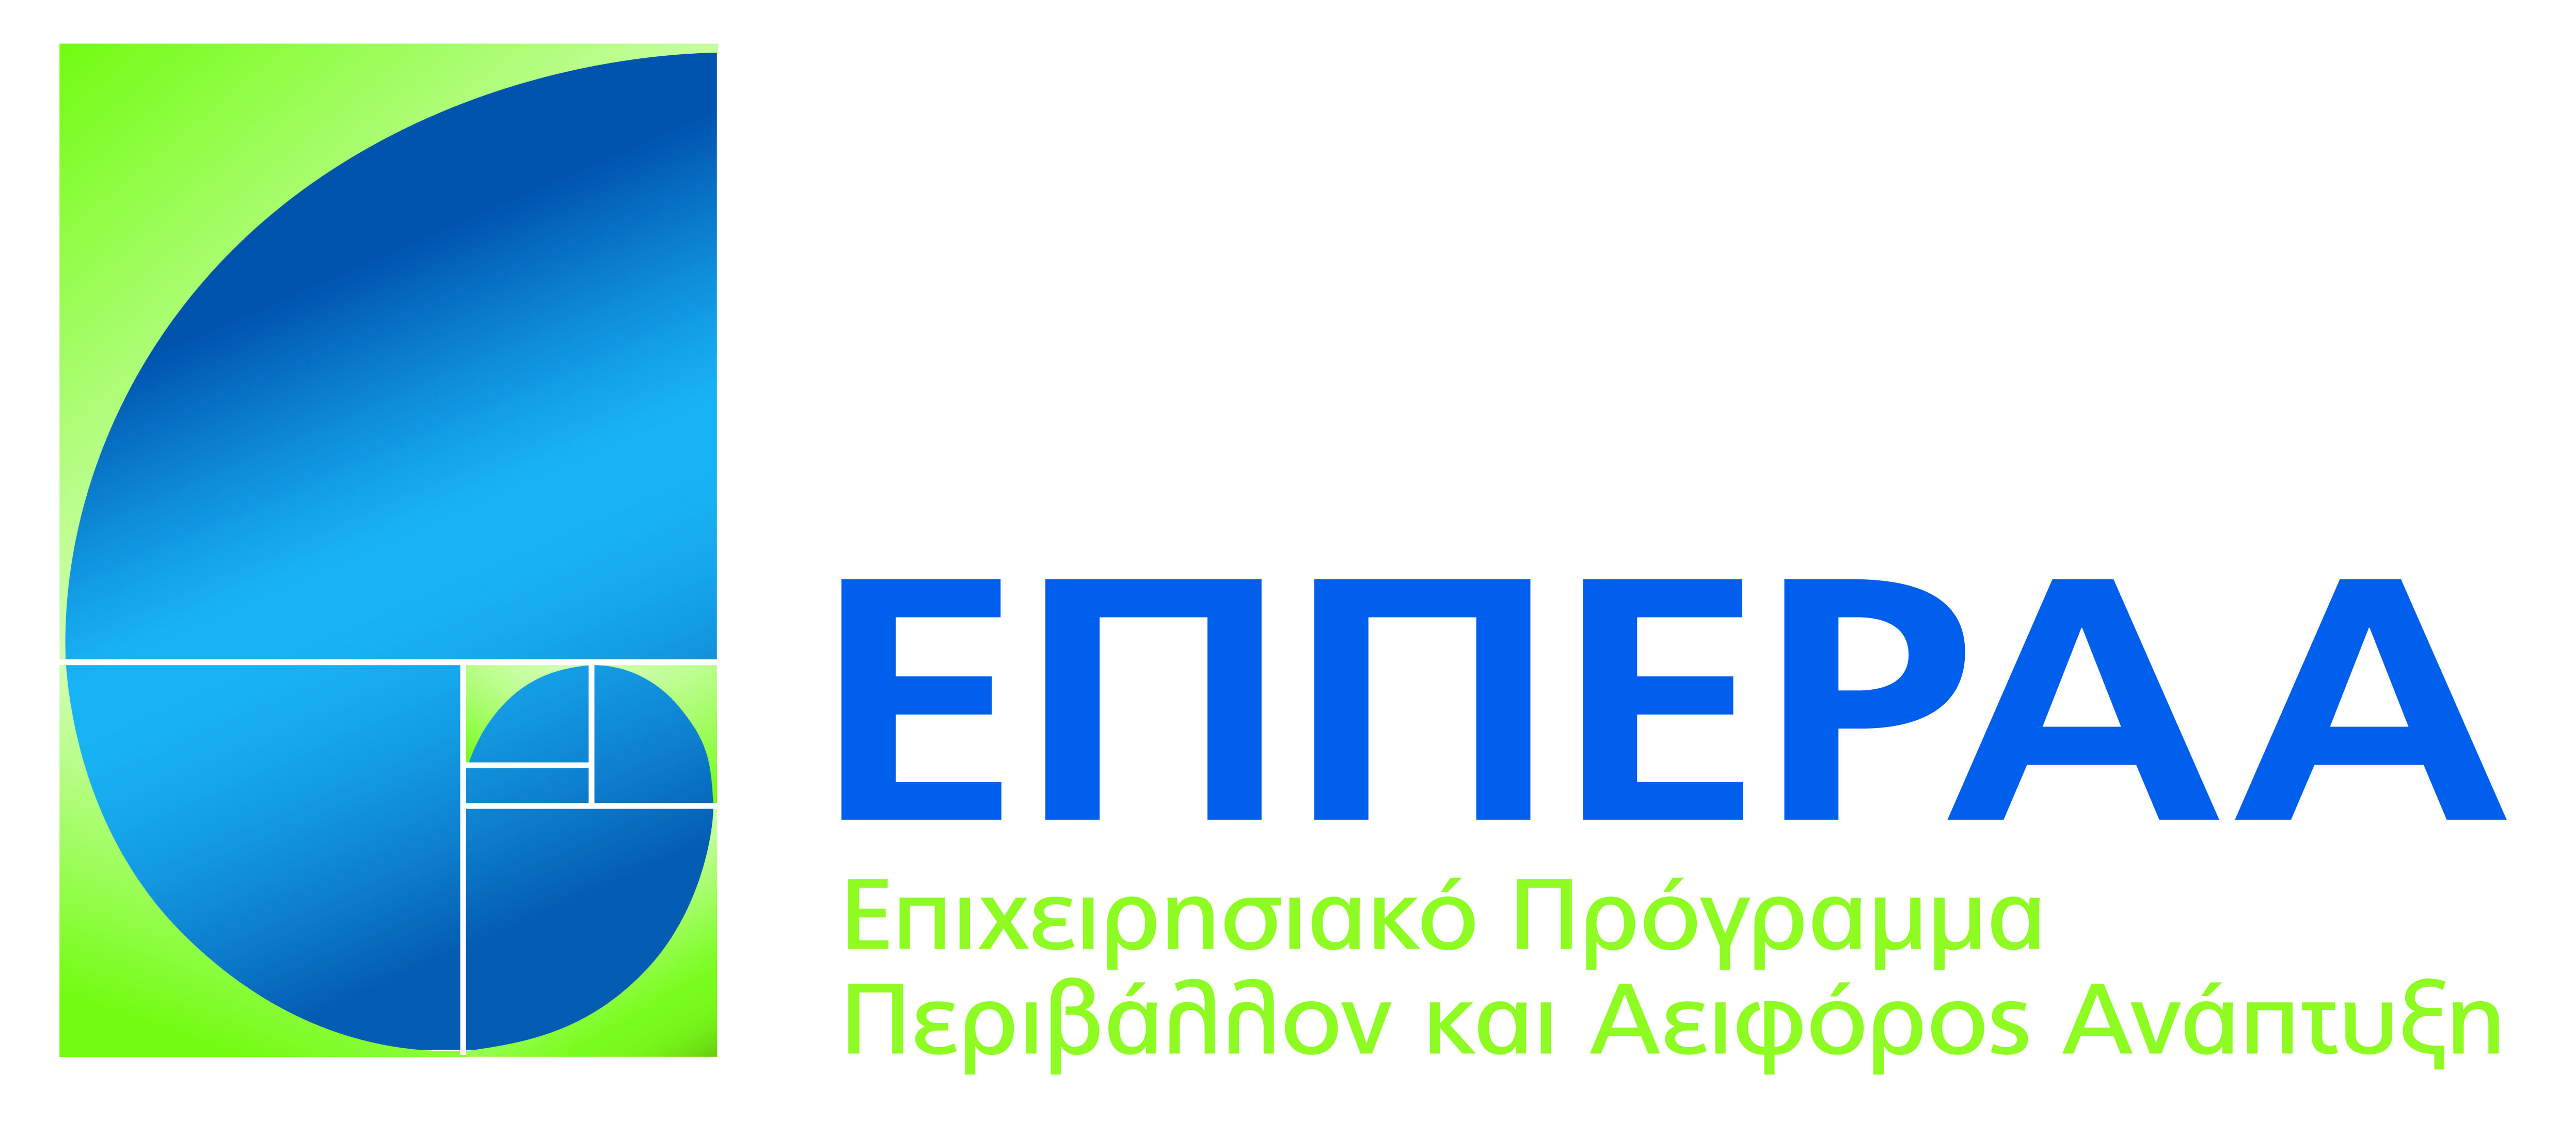 ΕΠΠΕΡΑΑ
Επιχειρησιακό Πρόγραμμα
Περιβάλλον και Αειφόρος Ανάπτυξη